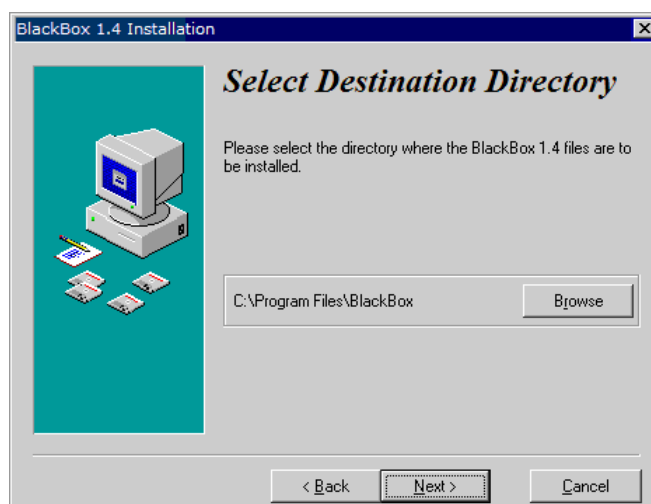 BlackBox 1.4 Installation
Select Destination Directory
Please select the directory where the BlackBox 1.4 files are to
be installed.
C:\Program Files\BlackBox
Browse
< Back
Next >
Cancel